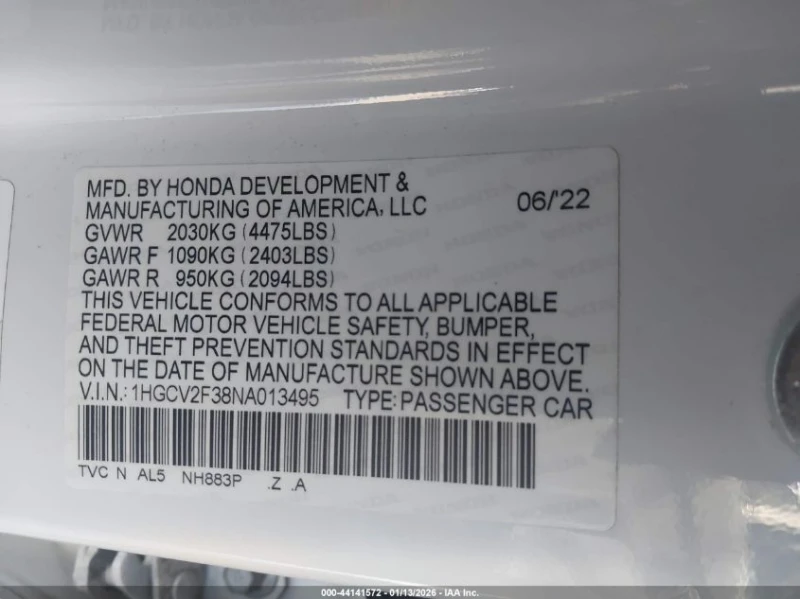 MFD. BY HONDA DEVELOPMENT &
MANUFACTURING OF AMERICA, LLC 06/'22
GVWR 2030KG (4475LBS)
GAWR F 1090KG (2403LBS)
GAWR R 950KG (2094LBS)
THIS VEHICLE CONFORMS TO ALL APPLICABLE
FEDERAL MOTOR VEHICLE SAFETY, BUMPER,
AND THEFT PREVENTION STANDARDS IN EFFECT
ON THE DATE OF MANUFACTURE SHOWN ABOVE.
V.I.N.: 1HGCV2F38NA013495 TYPE: PASSENGER CAR
TVC N AL5 NH883P .Z .A
000-44141572 - 01/13/2026 - IAA Inc.